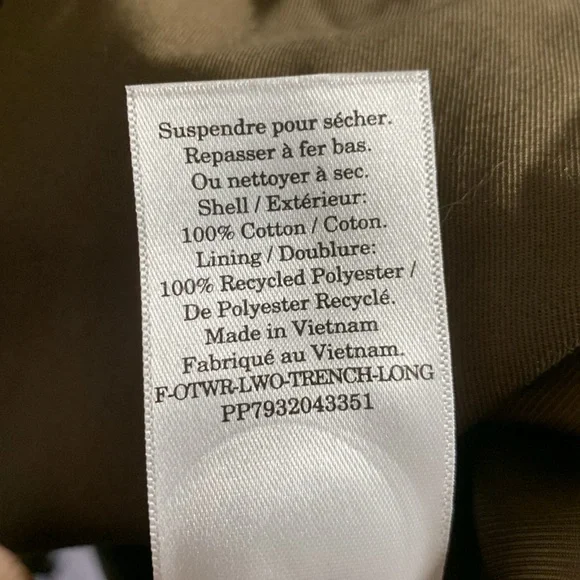 Suspendre pour sécher.
Repasser à fer bas.
Ou nettoyer à sec.
Shell / Extérieur:
100% Cotton / Coton.
Lining / Doublure:
100% Recycled Polyester /
De Polyester Recyclé.
Made in Vietnam
Fabriqué au Vietnam.
F-OTWR-LWO-TRENCH-LONG
PP7932043351